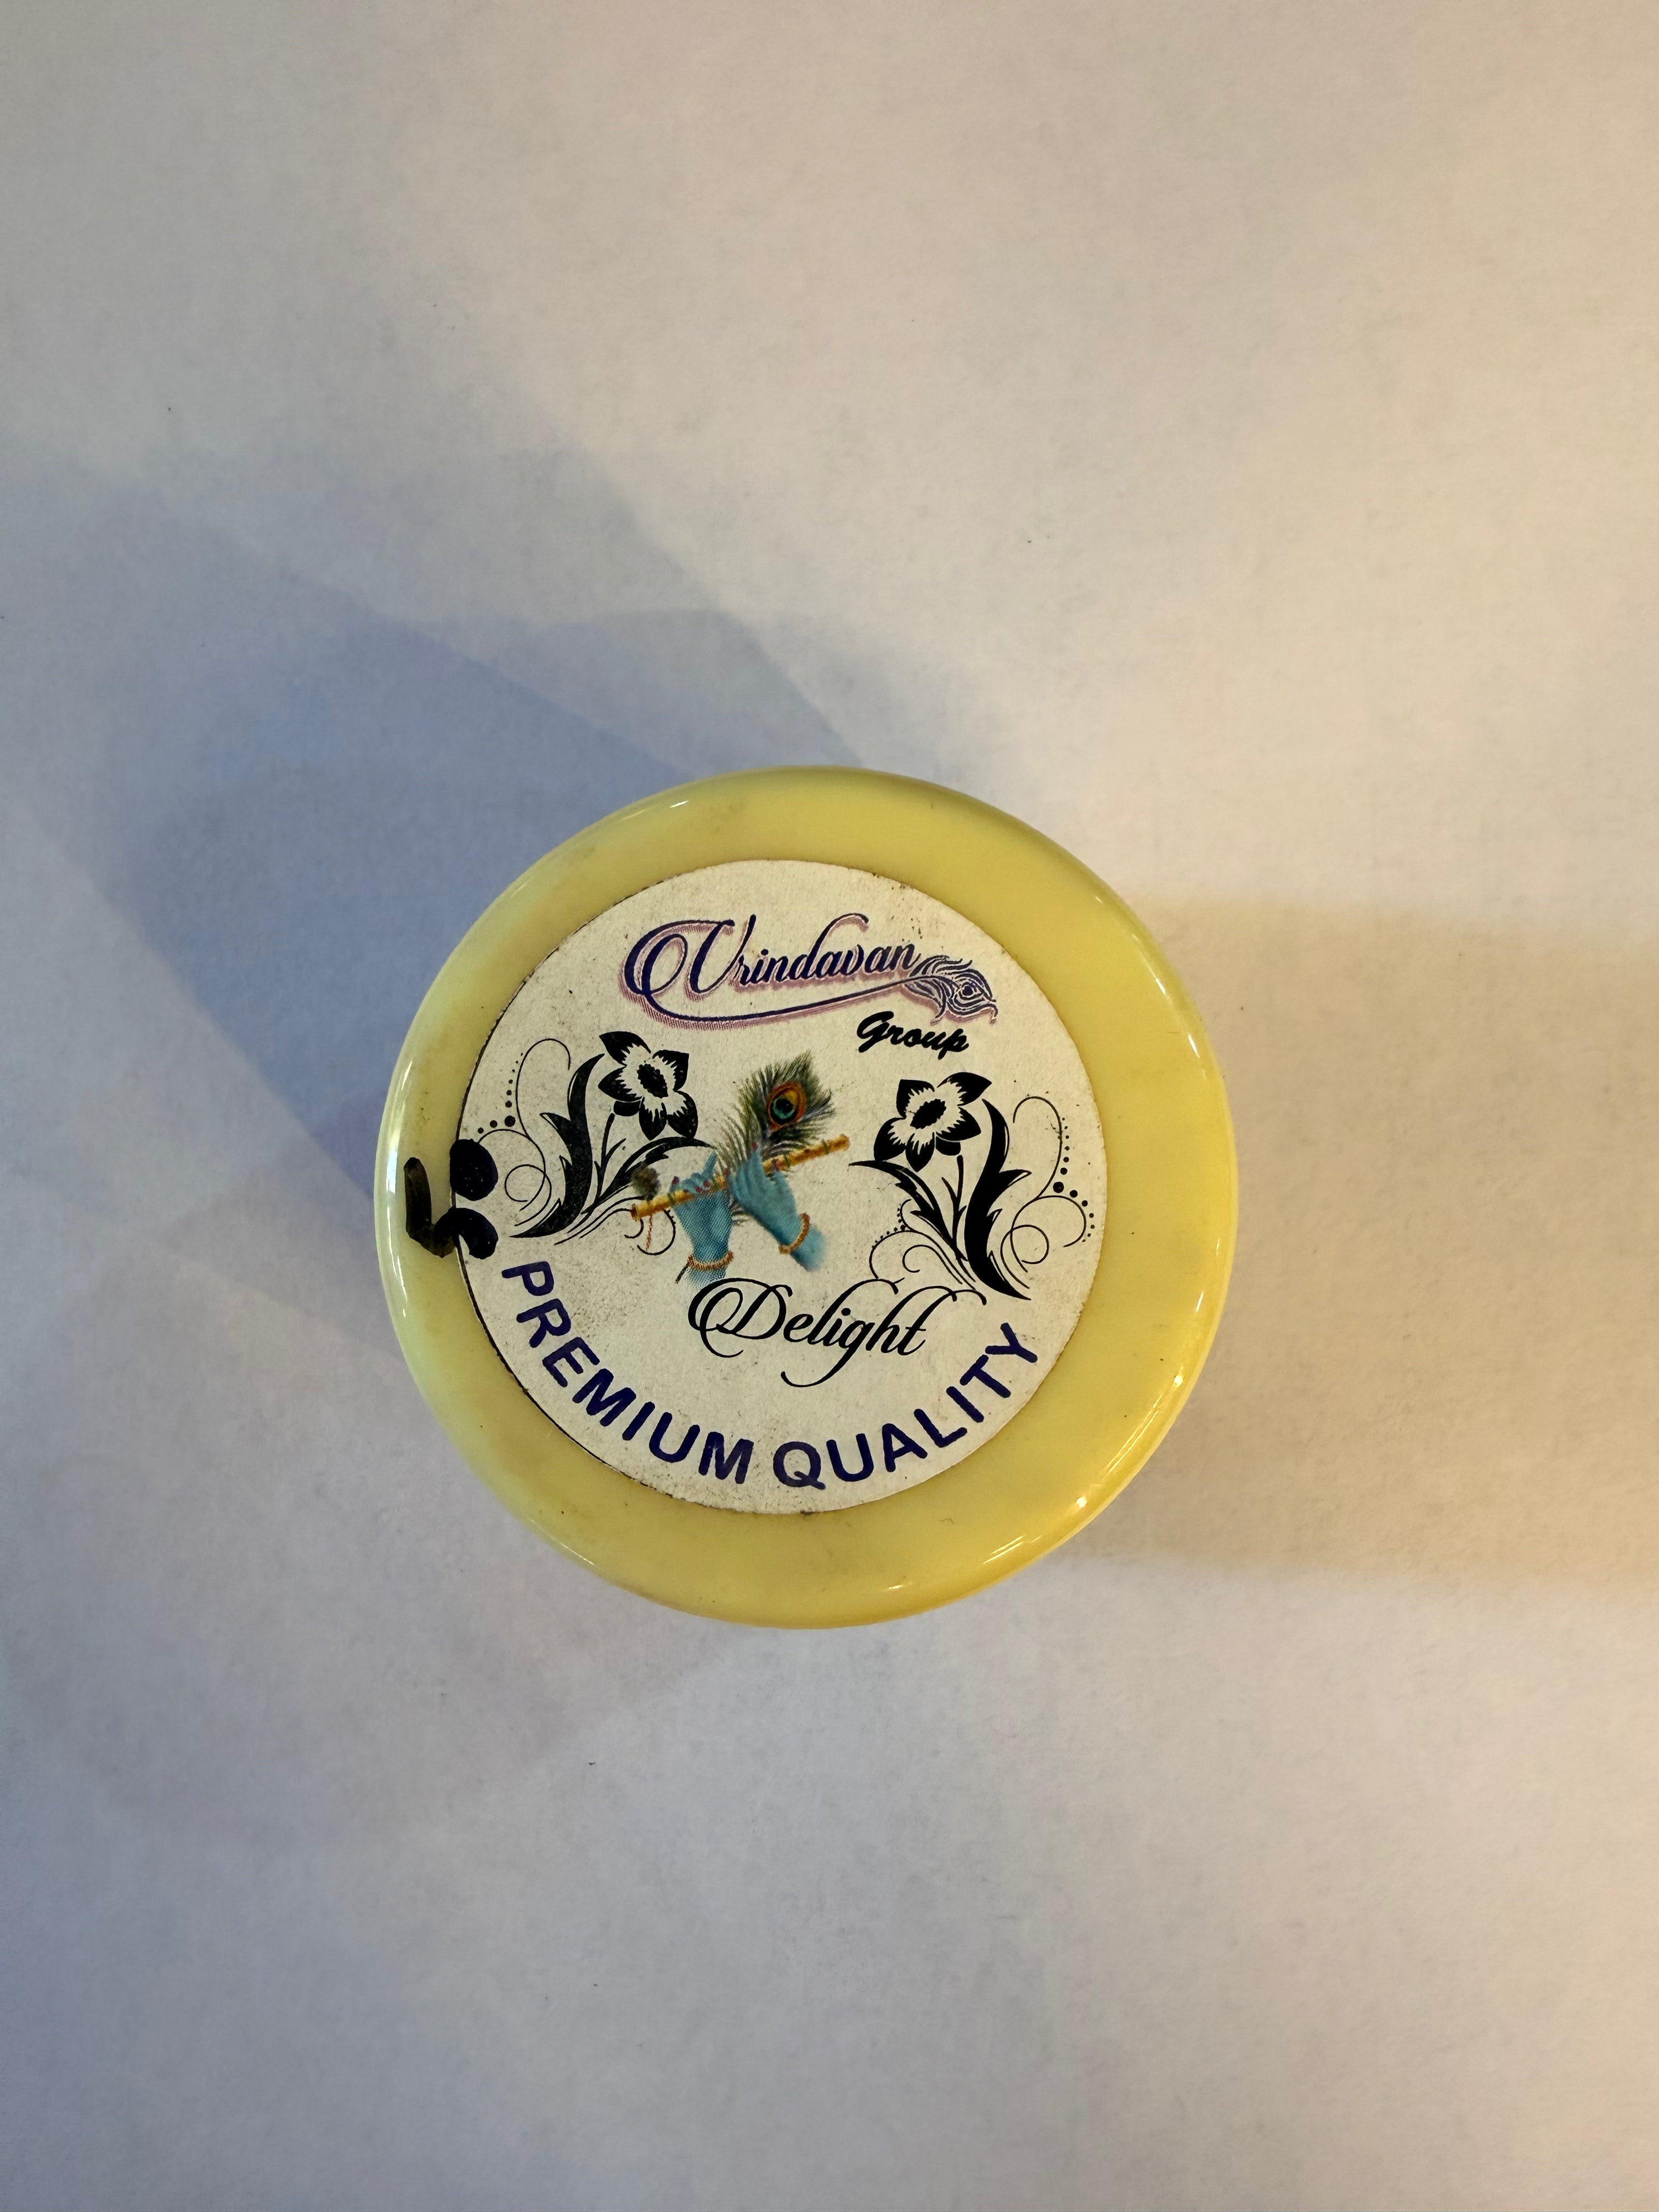 Vrindavan
Group
Delight
PREMIUM QUALITY